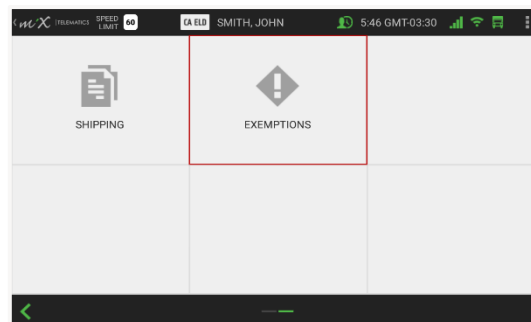 mix TELEMATICS SPEED LIMIT 60 CA ELD SMITH, JOHN 5:46 GMT-03:30
SHIPPING EXEMPTIONS